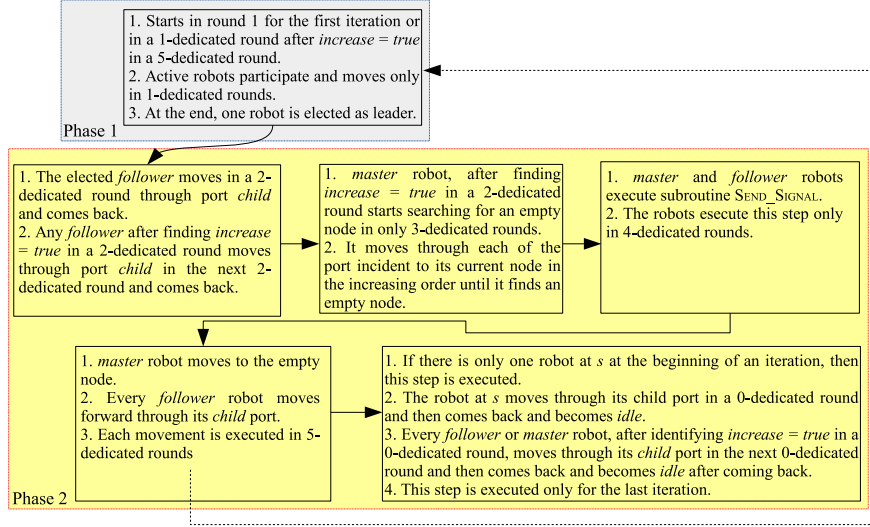 1. Starts in round 1 for the first iteration or
in a 1-dedicated round after increase = true
in a 5-dedicated round.
2. Active robots participate and moves only
in 1-dedicated rounds.
3. At the end, one robot is elected as leader.
Phase 1
1. The elected follower moves in a 2-
dedicated round through port child
and comes back.
2. Any follower after finding increase
= true in a 2-dedicated round moves
through port child in the next 2-
dedicated round and comes back.
1. master robot, after finding
increase = true in a 2-dedicated
round starts searching for an empty
node in only 3-dedicated rounds.
2. It moves through each of the
port incident to its current node in
the increasing order until it finds an
empty node.
1. master and follower robots
execute subroutine SEND_SIGNAL.
2. The robots esecute this step only
in 4-dedicated rounds.
1. master robot moves to the empty
node.
2. Every follower robot moves
forward through its child port.
3. Each movement is executed in 5-
dedicated rounds
1. If there is only one robot at s at the beginning of an iteration, then
this step is executed.
2. The robot at s moves through its child port in a 0-dedicated round
and then comes back and becomes idle.
3. Every follower or master robot, after identifying increase = true in a
0-dedicated round, moves through its child port in the next 0-dedicated
round and then comes back and becomes idle after coming back.
4. This step is executed only for the last iteration.
Phase 2